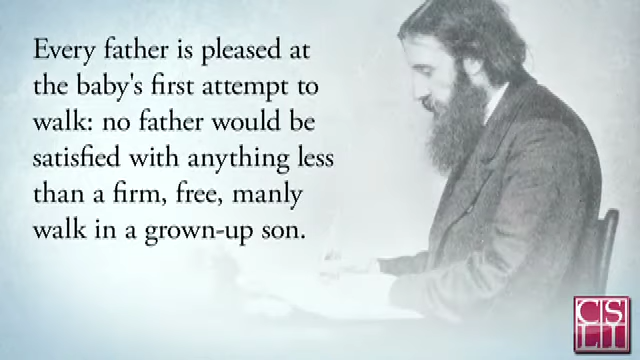 Every father is pleased at
the baby's first attempt to
walk: no father would be
satisfied with anything less
than a firm, free, manly
walk in a grown-up son.
CS
LI